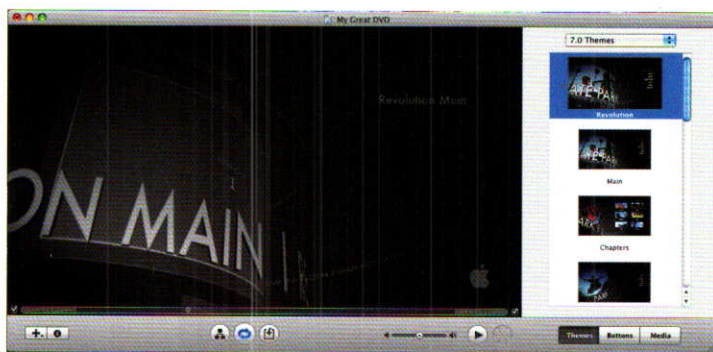 My Great DVD
7.0 Themes
Revolution Main
ON MAIN
Revolution
Main
Chapters
Themes
Buttons
Media